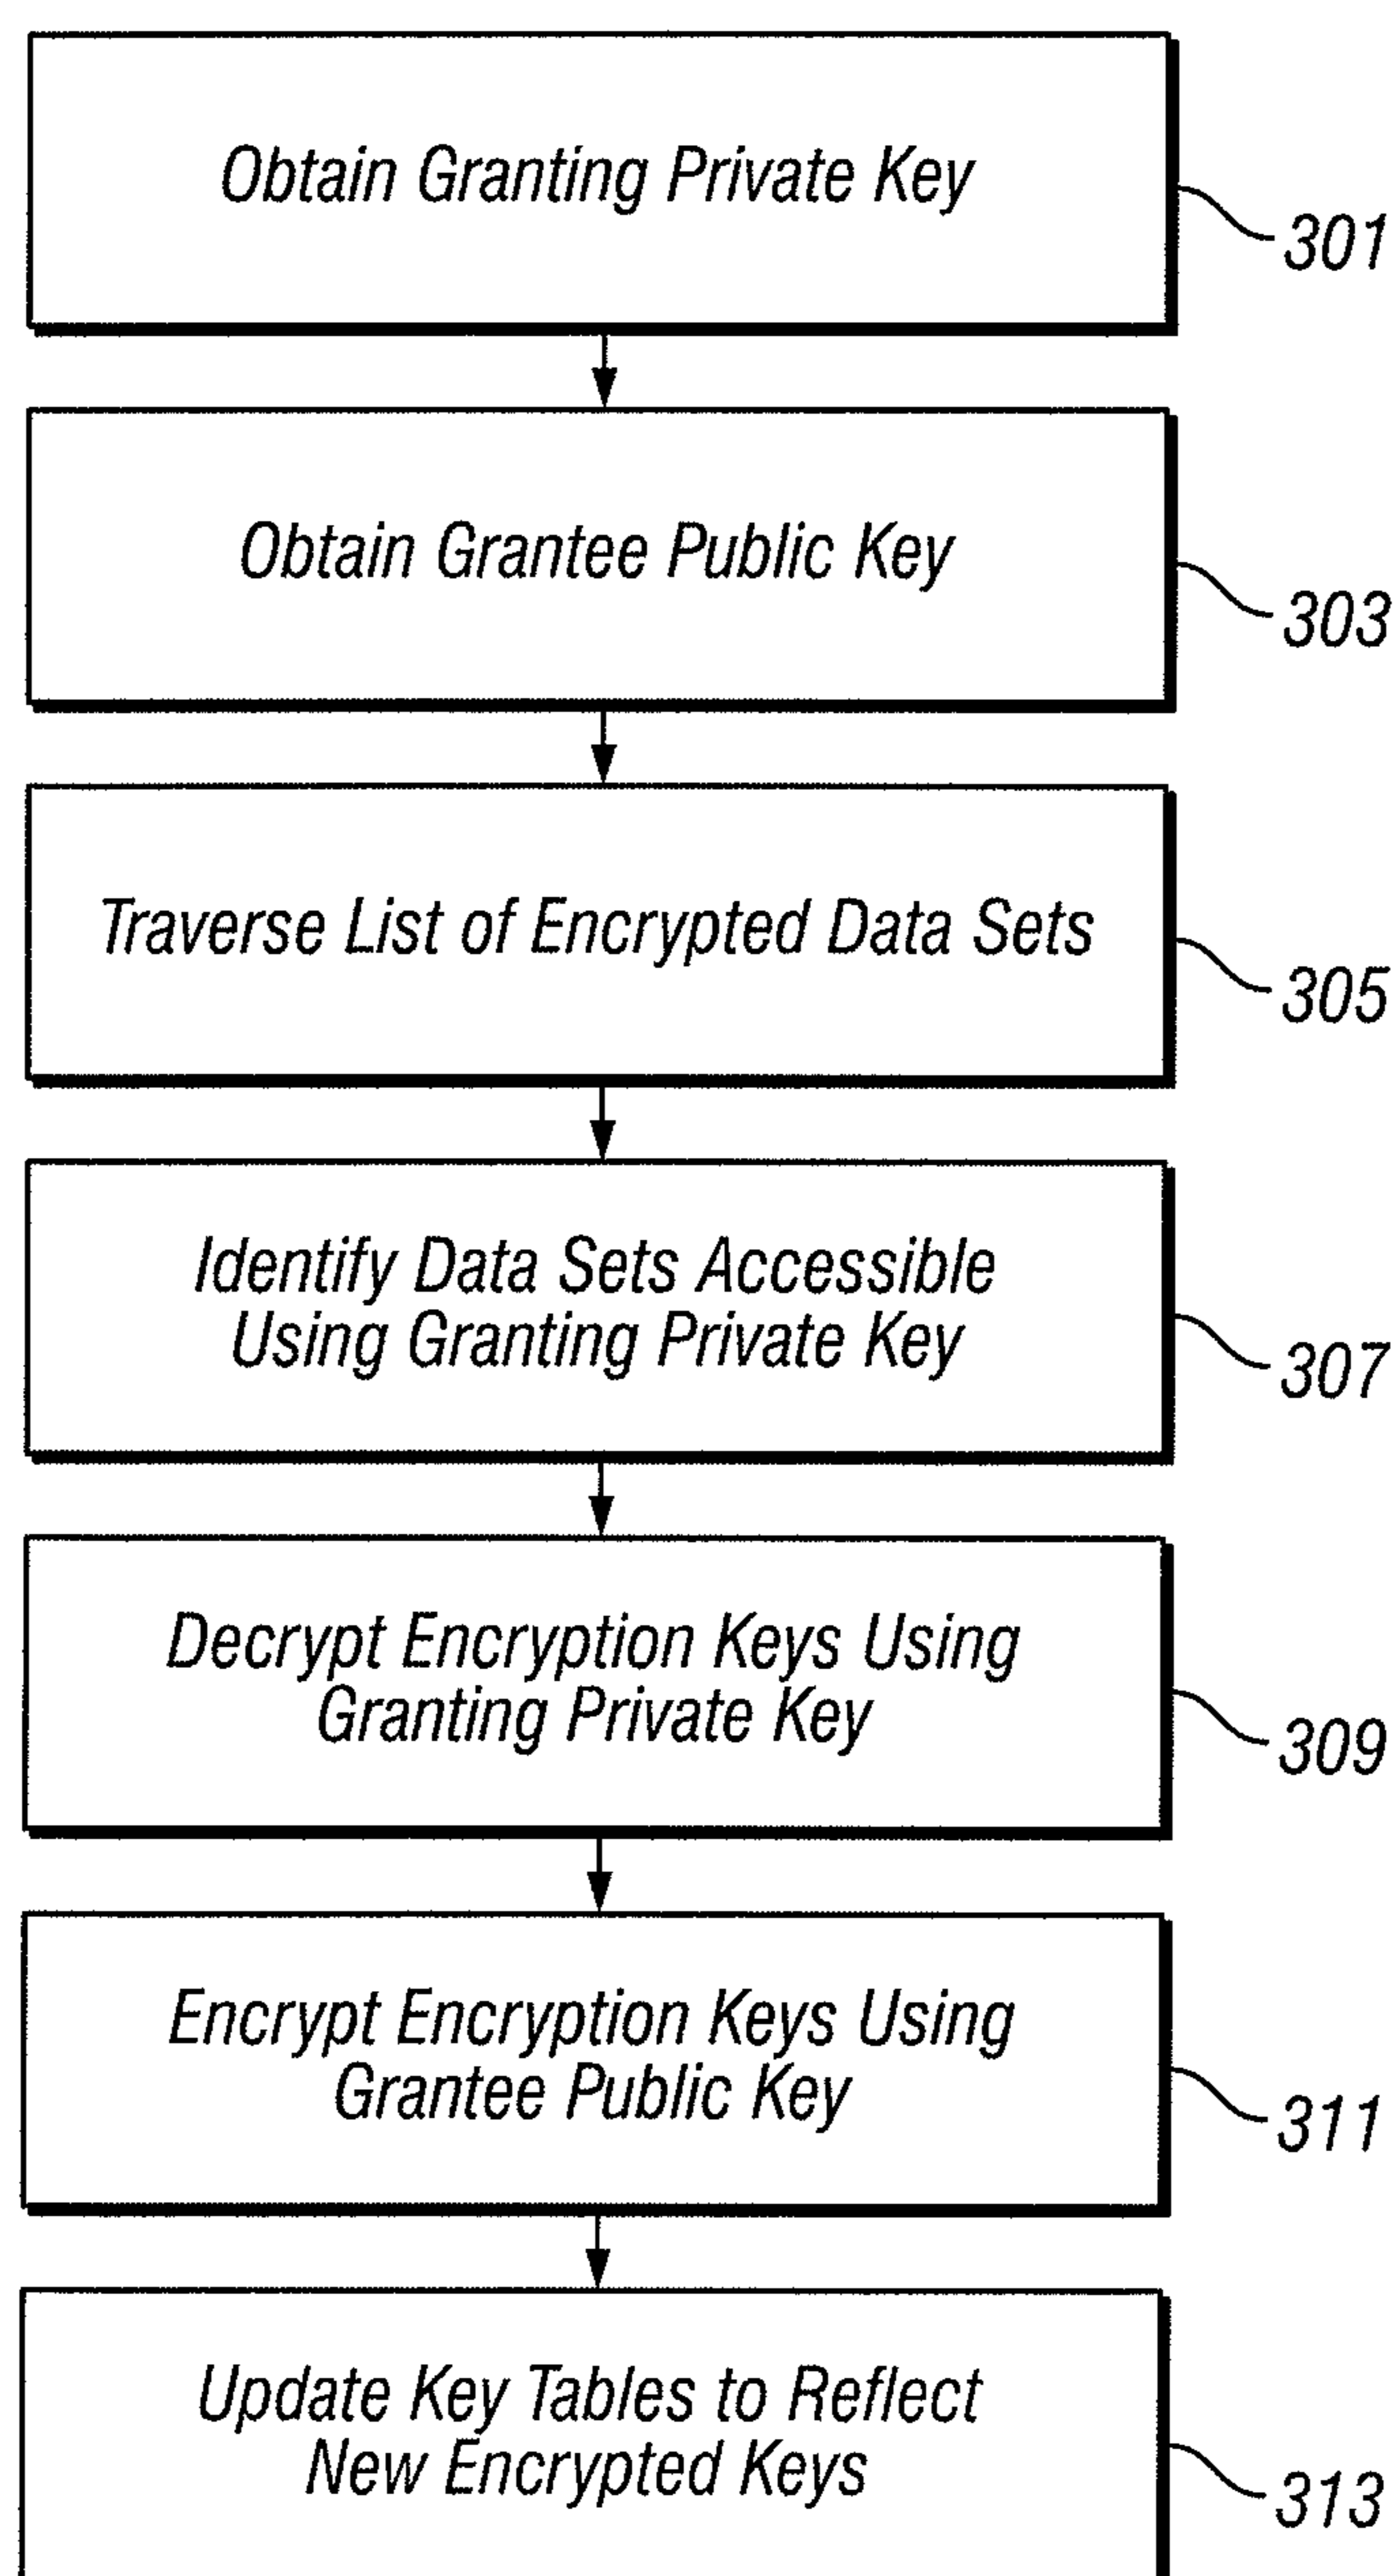 Obtain Granting Private Key
301
Obtain Grantee Public Key
303
Traverse List of Encrypted Data Sets
305
Identify Data Sets Accessible
Using Granting Private Key
307
Decrypt Encryption Keys Using
Granting Private Key
309
Encrypt Encryption Keys Using
Grantee Public Key
311
Update Key Tables to Reflect
New Encrypted Keys
313